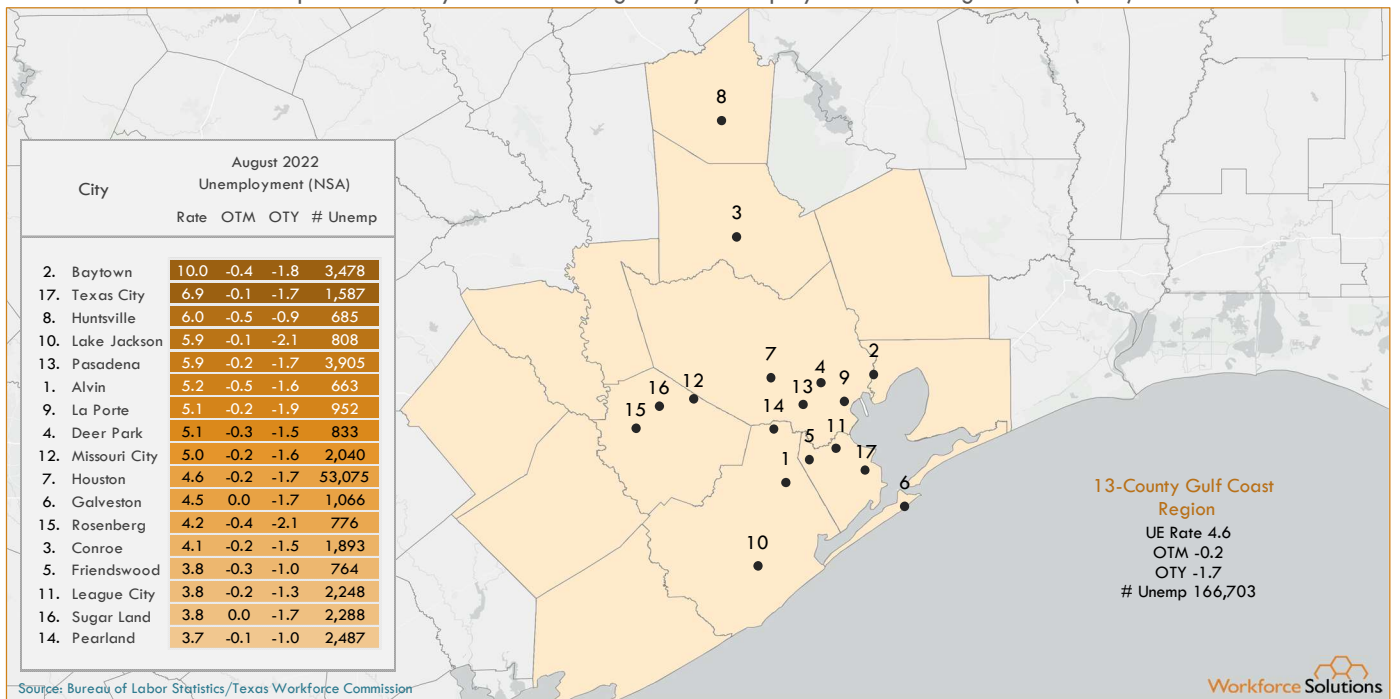 City
August 2022
Unemployment (NSA)
Rate OTM OTY # Unemp
2. Baytown 10.0 -0.4 -1.8 3,478
17. Texas City 6.9 -0.1 -1.7 1,587
8. Huntsville 6.0 -0.5 -0.9 685
10. Lake Jackson 5.9 -0.1 -2.1 808
13. Pasadena 5.9 -0.2 -1.7 3,905
1. Alvin 5.2 -0.5 -1.6 663
9. La Porte 5.1 -0.2 -1.9 952
4. Deer Park 5.1 -0.3 -1.5 833
12. Missouri City 5.0 -0.2 -1.6 2,040
7. Houston 4.6 -0.2 -1.7 53,075
6. Galveston 4.5 0.0 -1.7 1,066
15. Rosenberg 4.2 -0.4 -2.1 776
3. Conroe 4.1 -0.2 -1.5 1,893
5. Friendswood 3.8 -0.3 -1.0 764
11. League City 3.8 -0.2 -1.3 2,248
16. Sugar Land 3.8 0.0 -1.7 2,288
14. Pearland 3.7 -0.1 -1.0 2,487
8
3
2
7
4
9
12
16
13
15
14
11
5
17
1
6
10
13-County Gulf Coast
Region
UE Rate 4.6
OTM -0.2
OTY -1.7
# Unemp 166,703
Source: Bureau of Labor Statistics/Texas Workforce Commission
Workforce Solutions